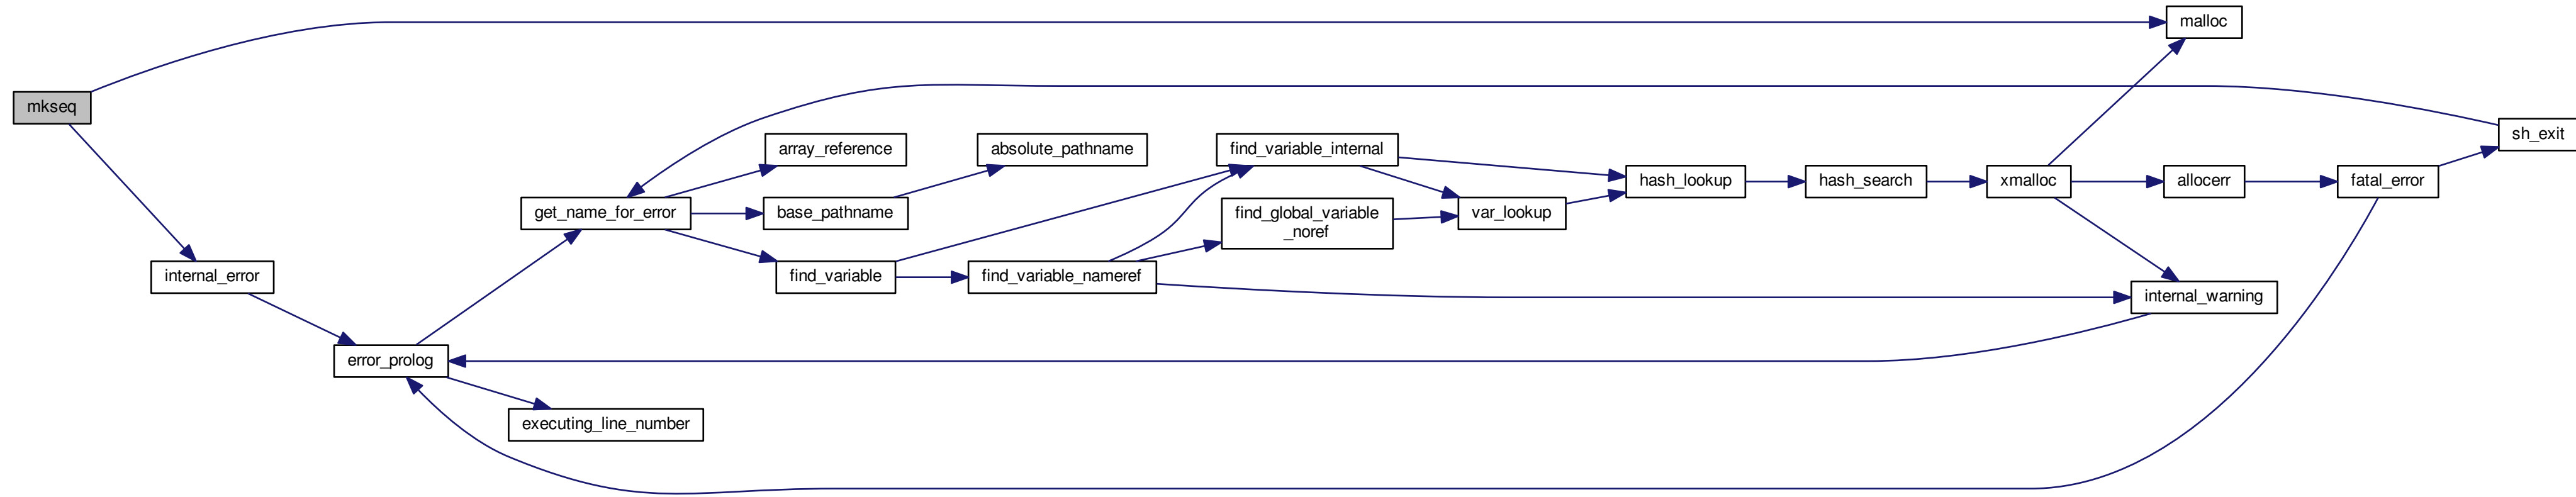 malloc
mkseq
sh_exit
array_reference
absolute_pathname
find_variable_internal
hash_lookup
hash_search
xmalloc
allocerr
fatal_error
get_name_for_error
base_pathname
find_global_variable
_noref
var_lookup
internal_error
find_variable
find_variable_nameref
internal_warning
error_prolog
executing_line_number